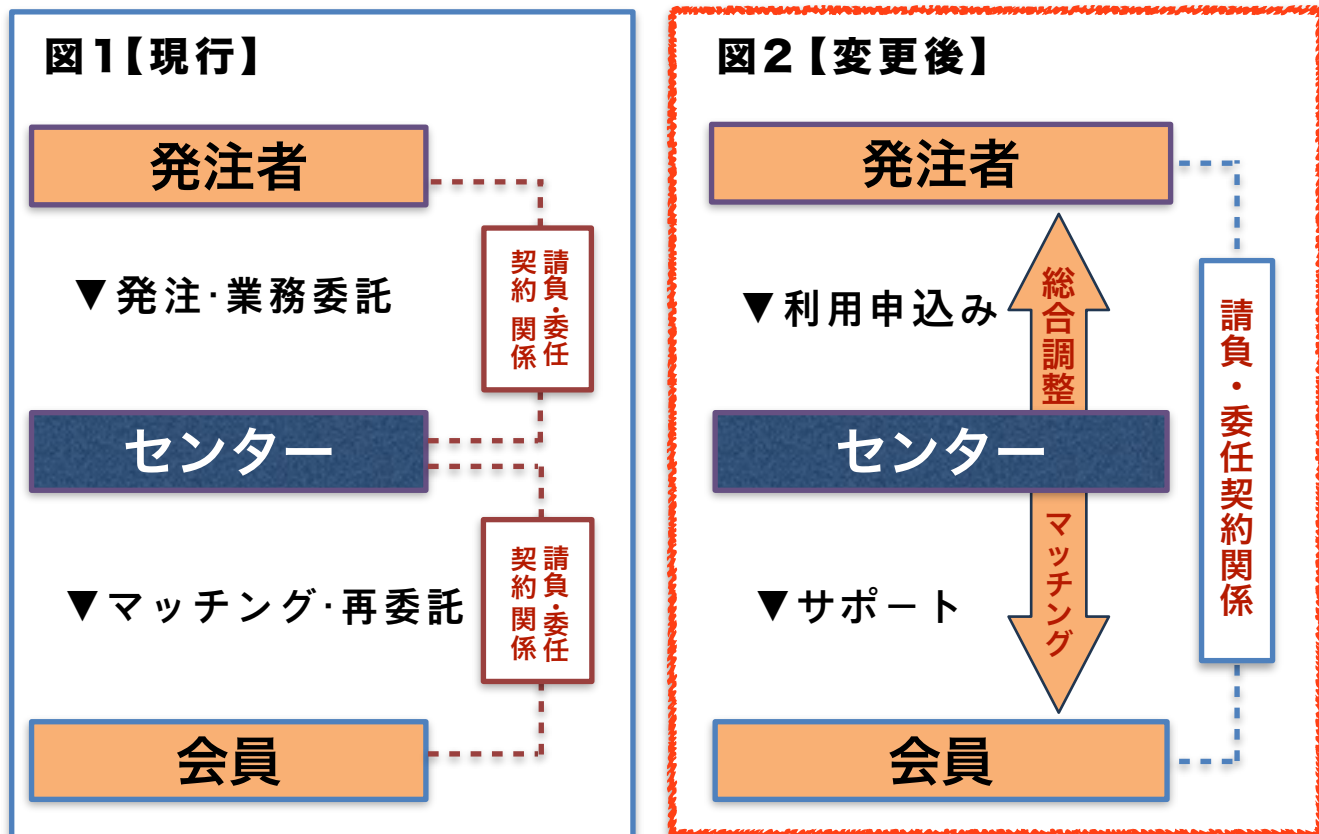 図1【現行】
発注者
▼発注･業務委託
請負・委任
契約 関係
センター
▼マッチング･再委託
請負・委任
契約関係
会員
図2【変更後】
発注者
▼利用申込み
総合調整
センター
マッチング
▼サポート
請負・委任契約関係
会員